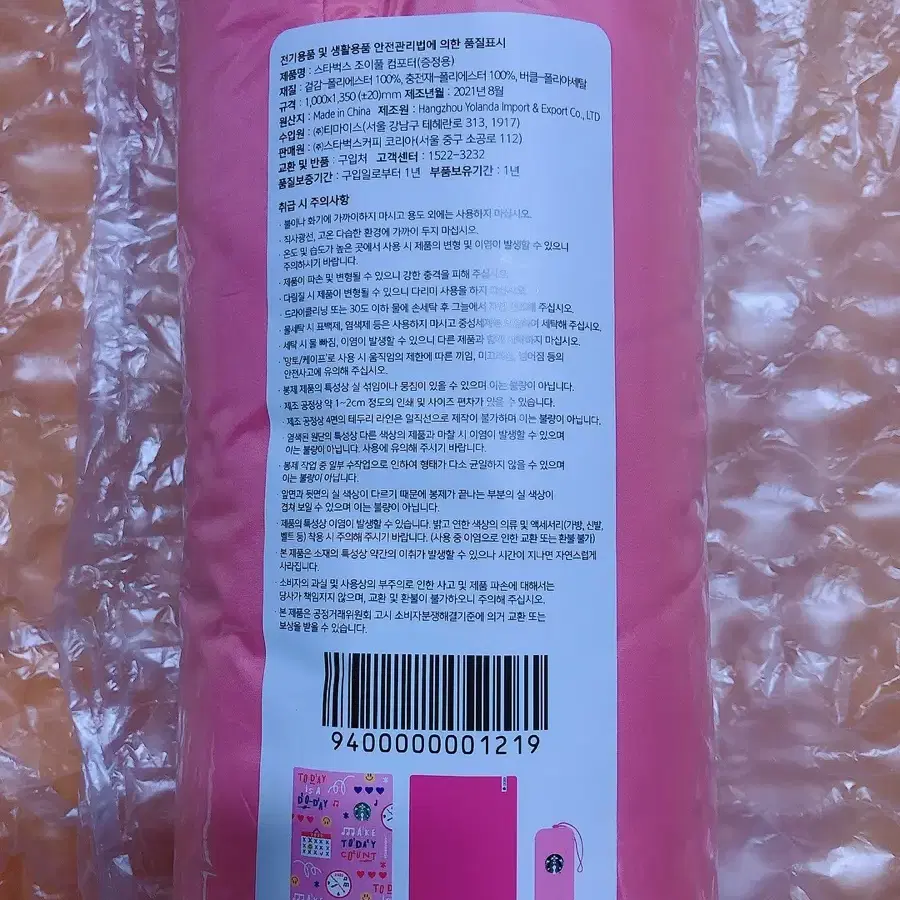 전기용품 및 생활용품 안전관리법에 의한 품질표시
제품명 : 스타벅스 조이풀 컴포터(증정용)
재질 : 겉감-폴리에스터 100%, 충전재-폴리에스터 100%, 버클-폴리아세탈
규격 : 1,000x1,350 (±20)mm 제조년월 : 2021년 8월
원산지 : Made in China 제조원 : Hangzhou Yolanda Import & Export Co., LTD
수입원 : ㈜티마이스(서울 강남구 테헤란로 313, 1917)
판매원 : ㈜스타벅스커피 코리아(서울 중구 소공로 112)
교환 및 반품 : 구입처 고객센터 : 1522-3232
품질보증기간 : 구입일로부터 1년 부품보유기간 : 1년
취급 시 주의사항
· 불이나 화기에 가까이하지 마시고 용도 외에는 사용하지 마십시오.
· 직사광선, 고온 다습한 환경에 가까이 두지 마십시오.
· 온도 및 습도가 높은 곳에서 사용 시 제품의 변형 및 이염이 발생할 수 있으니
주의하시기 바랍니다.
· 제품이 파손 및 변형될 수 있으니 강한 충격을 피해 주십시오.
· 다림질 시 제품이 변형될 수 있으니 다리미 사용을 하지
· 드라이클리닝 또는 30도 이하 물에 손세탁 후 그늘에서 주십시오.
· 물세탁 시 표백제, 염색제 등은 사용하지 마시고 세탁해 주십시오.
· 세탁 시 물 빠짐, 이염이 발생할 수 있으니 다른 제품과 마십시오.
· '망토/케이프'로 사용 시 움직임의 제한에 따른 끼임, 넘어짐 등의
안전사고에 유의해 주십시오.
· 봉제 제품의 특성상 실 섞임이나 뭉침이 있을 수 있으며 이는 불량이 아닙니다.
· 제조 공정상 약 1~2cm 정도의 인쇄 및 사이즈 편차가 있을 수 있습니다.
· 제조 공정상 4면의 테두리 라인은 일직선으로 제작이 불가하며 이는 불량이 아닙니다.
· 염색된 원단의 특성상 다른 색상의 제품과 마찰 시 이염이 발생할 수 있으며
이는 불량이 아닙니다. 사용에 유의해 주시기 바랍니다.
· 봉제 작업 중 일부 수작업으로 인하여 형태가 다소 균일하지 않을 수 있으며
이는 불량이 아닙니다.
· 앞면과 뒷면의 실 색상이 다르기 때문에 봉제가 끝나는 부분의 실 색상이
겹쳐 보일 수 있으며 이는 불량이 아닙니다.
· 제품의 특성상 이염이 발생할 수 있습니다. 밝고 연한 색상의 의류 및 액세서리(가방, 신발,
벨트 등) 착용 시 주의해 주시기 바랍니다. (사용 중 이염으로 인한 교환 또는 환불 불가)
· 본 제품은 소재의 특성상 약간의 이취가 발생할 수 있으나 시간이 지나면 자연스럽게
사라집니다.
· 소비자의 과실 및 사용상의 부주의로 인한 사고 및 제품 파손에 대해서는
당사가 책임지지 않으며, 교환 및 환불이 불가하오니 주의해 주십시오.
· 본 제품은 공정거래위원회 고시 소비자분쟁해결기준에 의거 교환 또는
보상을 받을 수 있습니다.
9400000001219
TODAY
IS A
D'O-DAY
MAKE
TODAY
COUNT
TODAY